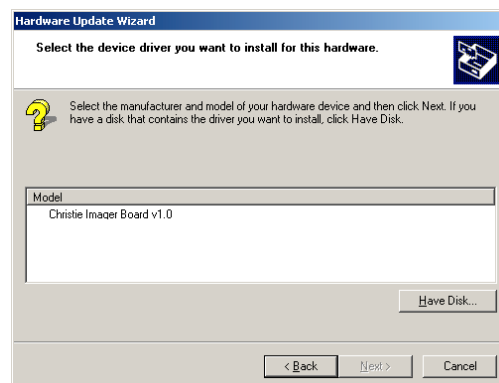 Hardware Update Wizard
Select the device driver you want to install for this hardware.
Select the manufacturer and model of your hardware device and then click Next. If you
have a disk that contains the driver you want to install, click Have Disk.
Model
Christie Imager Board v1.0
Have Disk...
< Back
Next >
Cancel